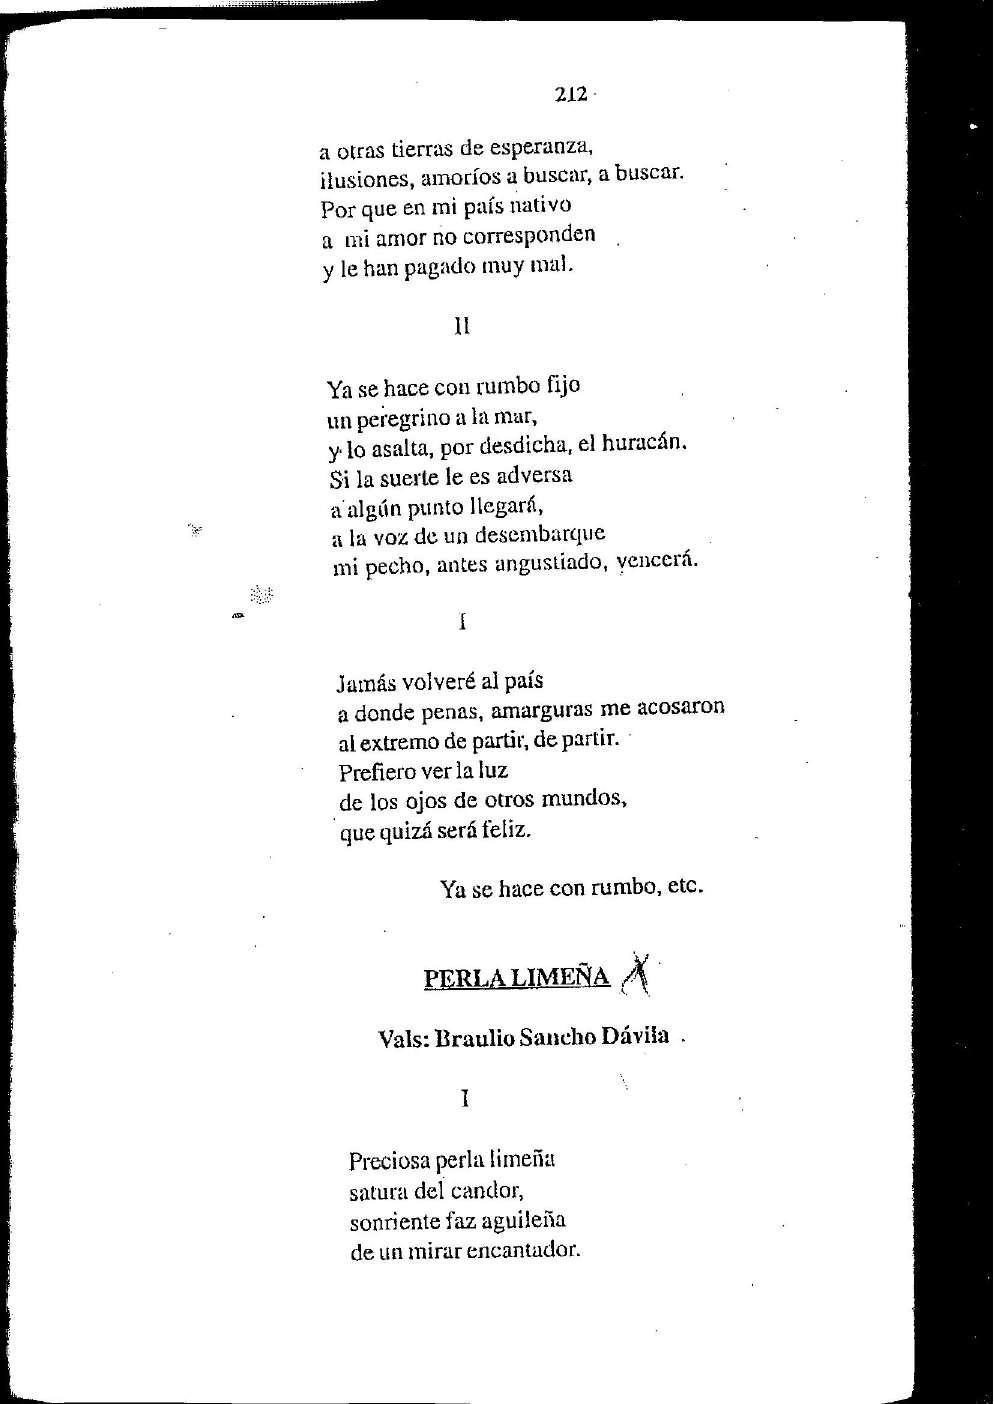 212
a otras tierras de esperanza,
ilusiones, amoríos a buscar, a buscar.
Por que en mi país nativo
a mi amor no corresponden
y le han pagado muy mal.
II
Ya se hace con rumbo fijo
un peregrino a la mar,
y lo asalta, por desdicha, el huracán.
Si la suerte le es adversa
a algún punto llegará,
a la voz de un desembarque
mi pecho, antes angustiado, vencerá.
I
Jamás volveré al país
a donde penas, amarguras me acosaron
al extremo de partir, de partir.
Prefiero ver la luz
de los ojos de otros mundos,
que quizá será feliz.
Ya se hace con rumbo, etc.
PERLA LIMEÑA
Vals: Braulio Sancho Dávila
I
Preciosa perla limeña
satura del candor,
sonriente faz aguileña
de un mirar encantador.